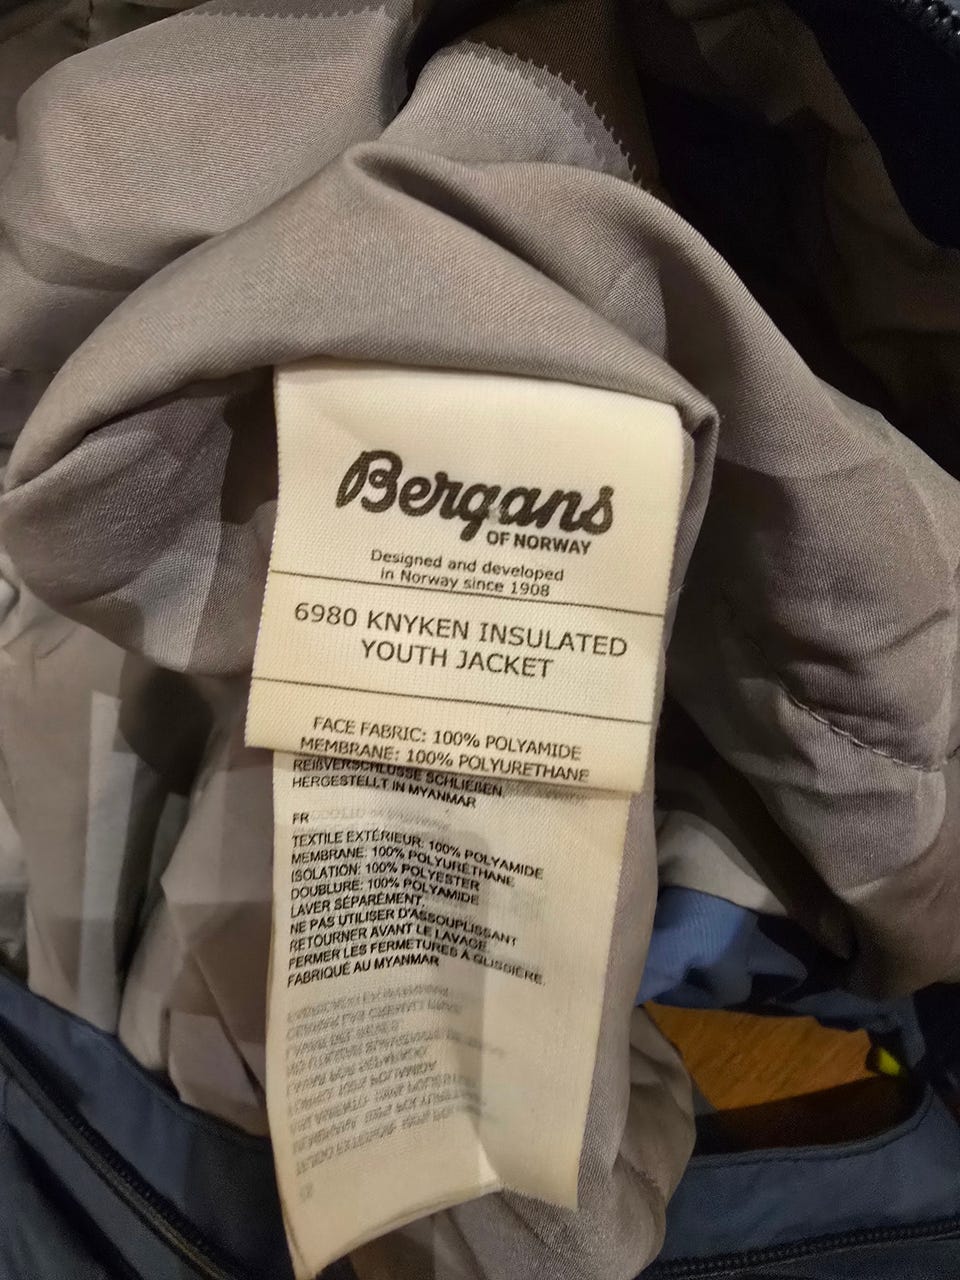 Bergans
OF NORWAY
Designed and developed
in Norway since 1908
6980 KNYKEN INSULATED
YOUTH JACKET
FACE FABRIC: 100% POLYAMIDE
MEMBRANE: 100% POLYURETHANE
REIßVERSCHLÜSSE SCHLIEßEN.
HERGESTELLT IN MYANMAR
FR
TEXTILE EXTÉRIEUR: 100% POLYAMIDE
MEMBRANE: 100% POLYURÉTHANE
ISOLATION: 100% POLYESTER
DOUBLURE: 100% POLYAMIDE
LAVER SÉPARÉMENT.
NE PAS UTILISER D'ASSOUPLISSANT
RETOURNER AVANT LE LAVAGE
FERMER LES FERMETURES À GLISSIÈRE.
FABRIQUÉ AU MYANMAR